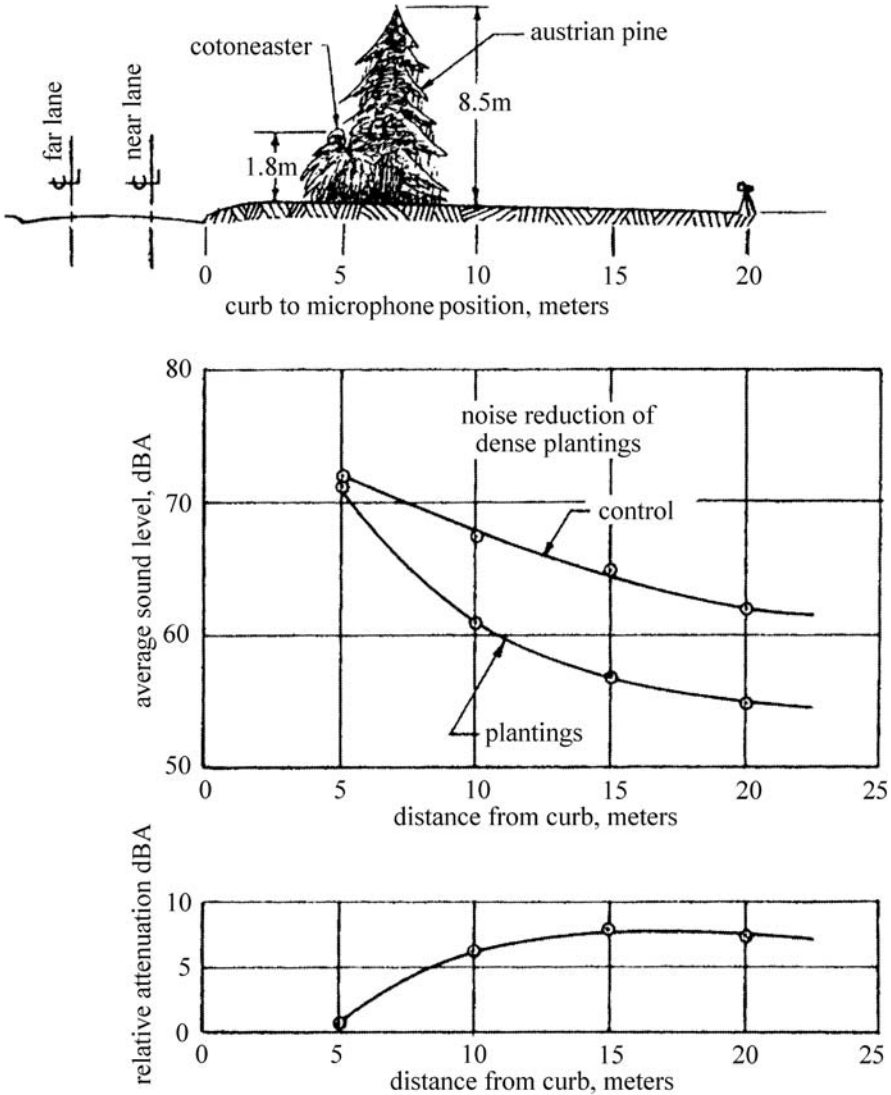 cotoneaster
austrian pine
far lane
near lane
8.5m
1.8m
℄
℄
0 5 10 15 20
curb to microphone position, meters
80
noise reduction of
dense plantings
70
control
average sound level, dBA
60
plantings
50
0 5 10 15 20 25
distance from curb, meters
relative attenuation dBA
10
5
0
0 5 10 15 20 25
distance from curb, meters